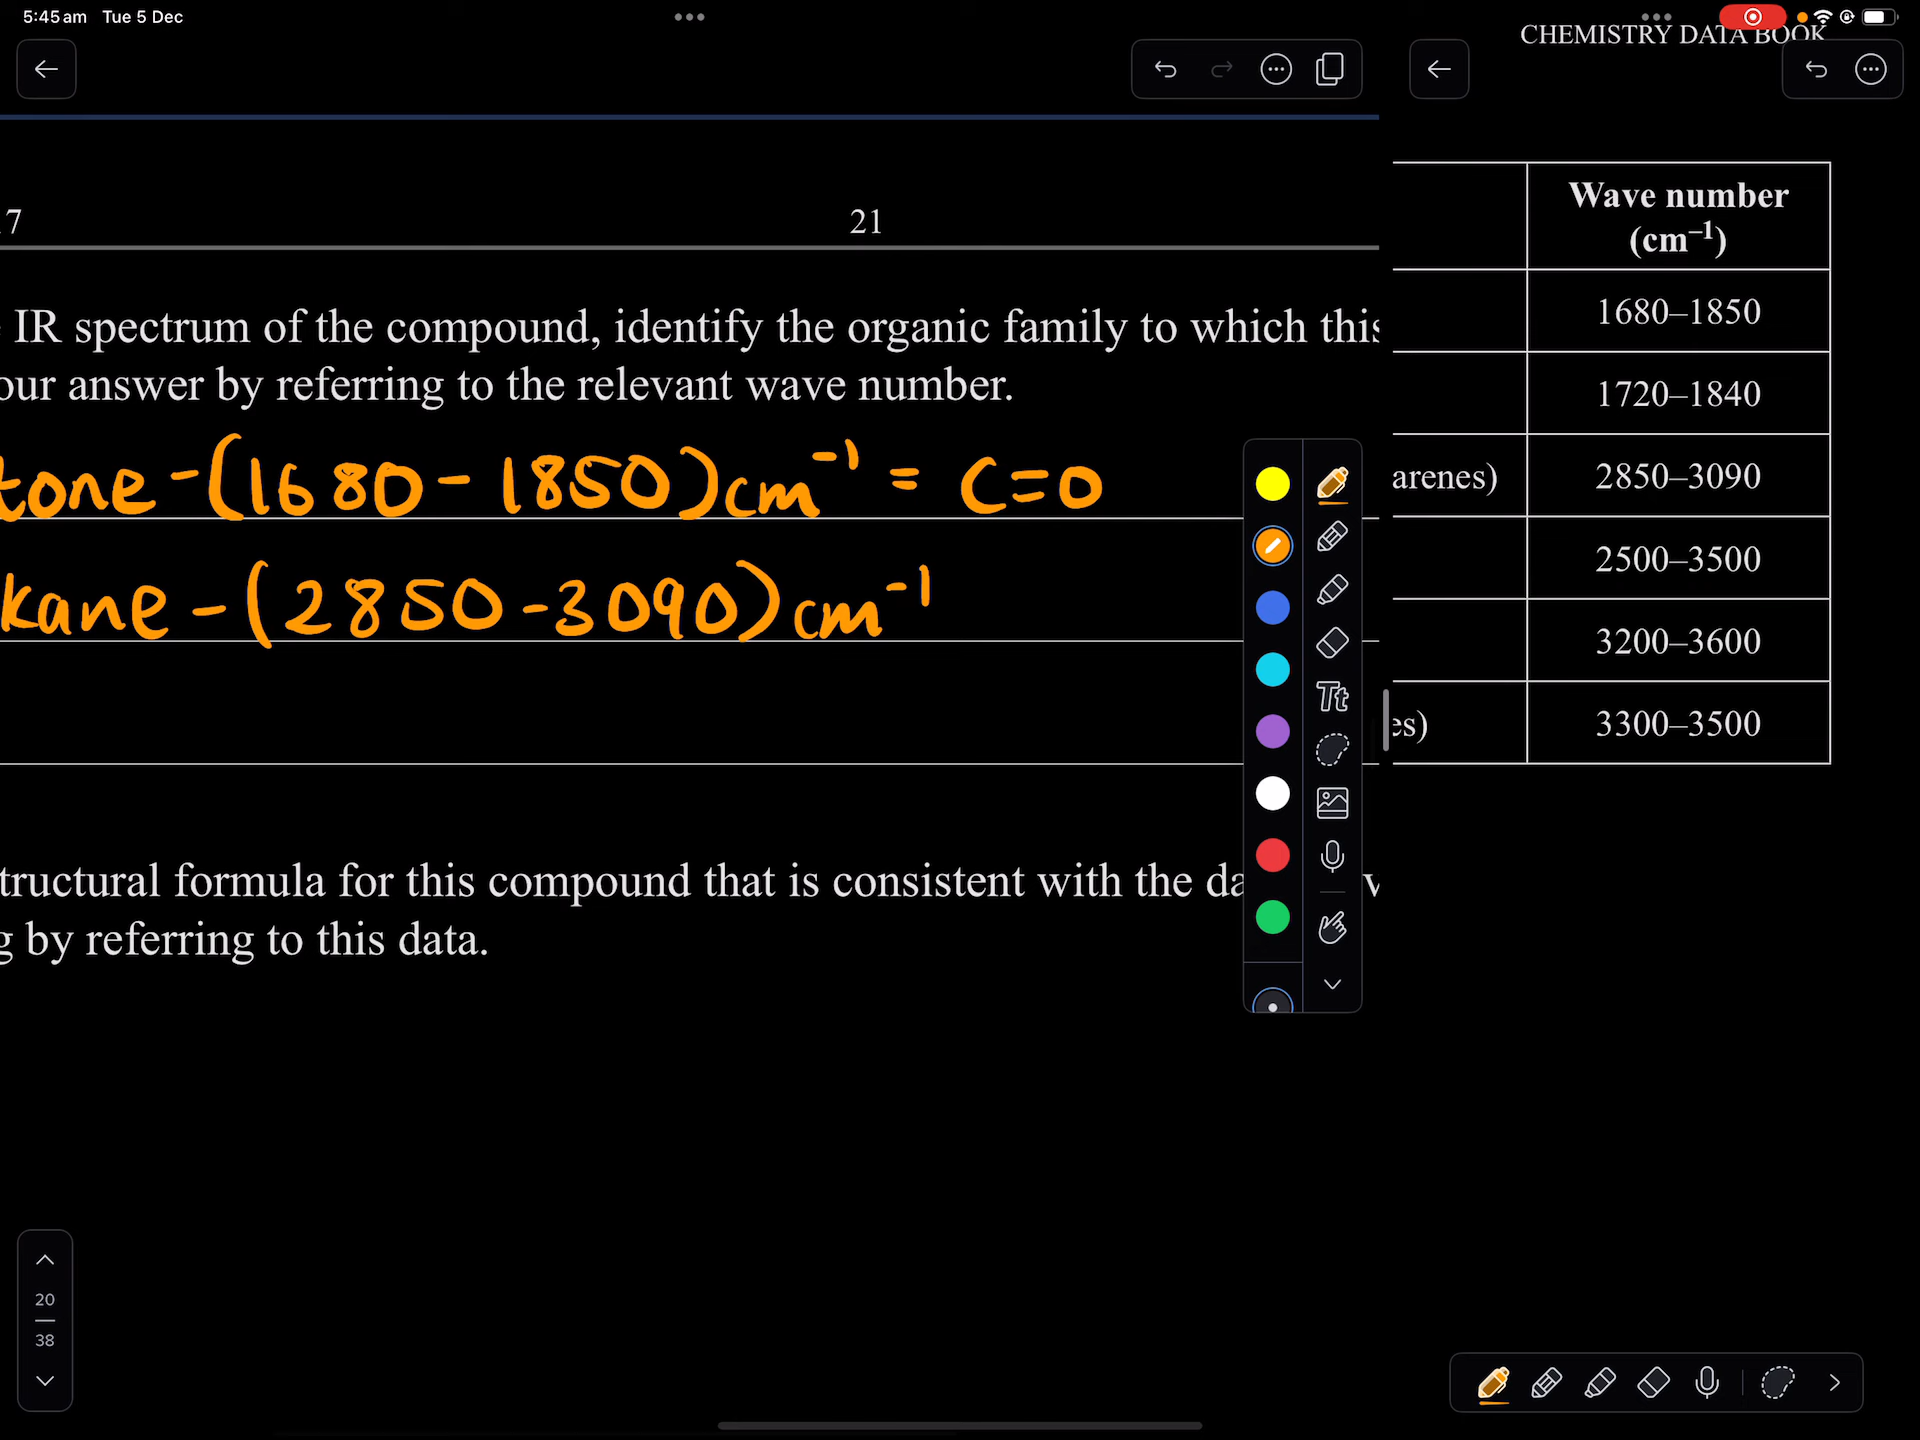 5:45 am Tue 5 Dec
CHEMISTRY DATA BOOK
7 21
IR spectrum of the compound, identify the organic family to which this
our answer by referring to the relevant wave number.
tone - (1680 - 1850) cm⁻¹ = C=O
kane - (2850 - 3090) cm⁻¹
tructural formula for this compound that is consistent with the da
g by referring to this data.
Tt
20
38
Wave number
(cm⁻¹)
1680–1850
1720–1840
arenes) 2850–3090
2500–3500
3200–3600
es) 3300–3500